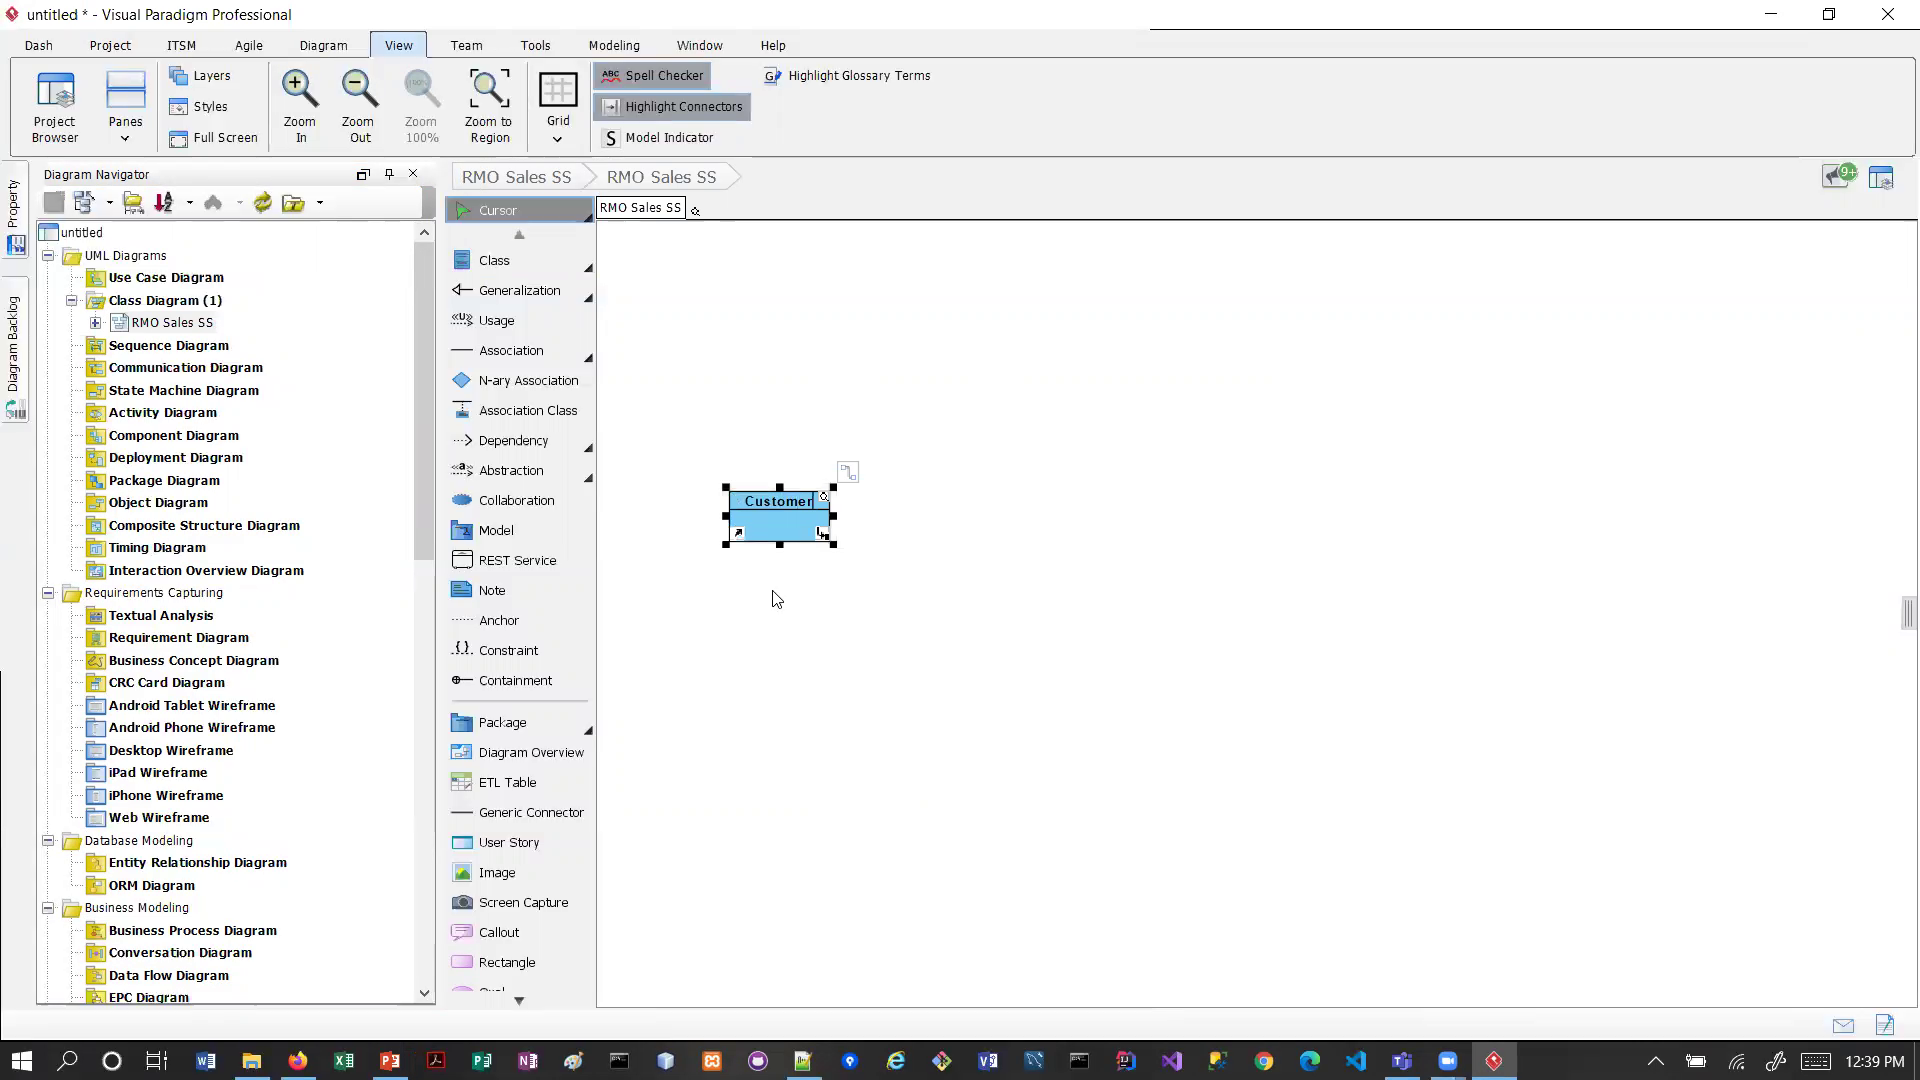 untitled * - Visual Paradigm Professional
Dash Project ITSM Agile Diagram View Team Tools Modeling Window Help
Project Browser
Panes
Layers
Styles
Full Screen
Zoom In
Zoom Out
Zoom 100%
Zoom to Region
Grid
ABC Spell Checker
Highlight Connectors
S Model Indicator
G Highlight Glossary Terms
Property
Diagram Backlog
Diagram Navigator
untitled
UML Diagrams
Use Case Diagram
Class Diagram (1)
RMO Sales SS
Sequence Diagram
Communication Diagram
State Machine Diagram
Activity Diagram
Component Diagram
Deployment Diagram
Package Diagram
Object Diagram
Composite Structure Diagram
Timing Diagram
Interaction Overview Diagram
Requirements Capturing
Textual Analysis
Requirement Diagram
Business Concept Diagram
CRC Card Diagram
Android Tablet Wireframe
Android Phone Wireframe
Desktop Wireframe
iPad Wireframe
iPhone Wireframe
Web Wireframe
Database Modeling
Entity Relationship Diagram
ORM Diagram
Business Modeling
Business Process Diagram
Conversation Diagram
Data Flow Diagram
EPC Diagram
RMO Sales SS RMO Sales SS
9+
Cursor
RMO Sales SS
Class
Generalization
Usage
Association
N-ary Association
Association Class
Dependency
Abstraction
Collaboration
Model
REST Service
Note
Anchor
Constraint
Containment
Package
Diagram Overview
ETL Table
Generic Connector
User Story
Image
Screen Capture
Callout
Rectangle
Customer
12:39 PM